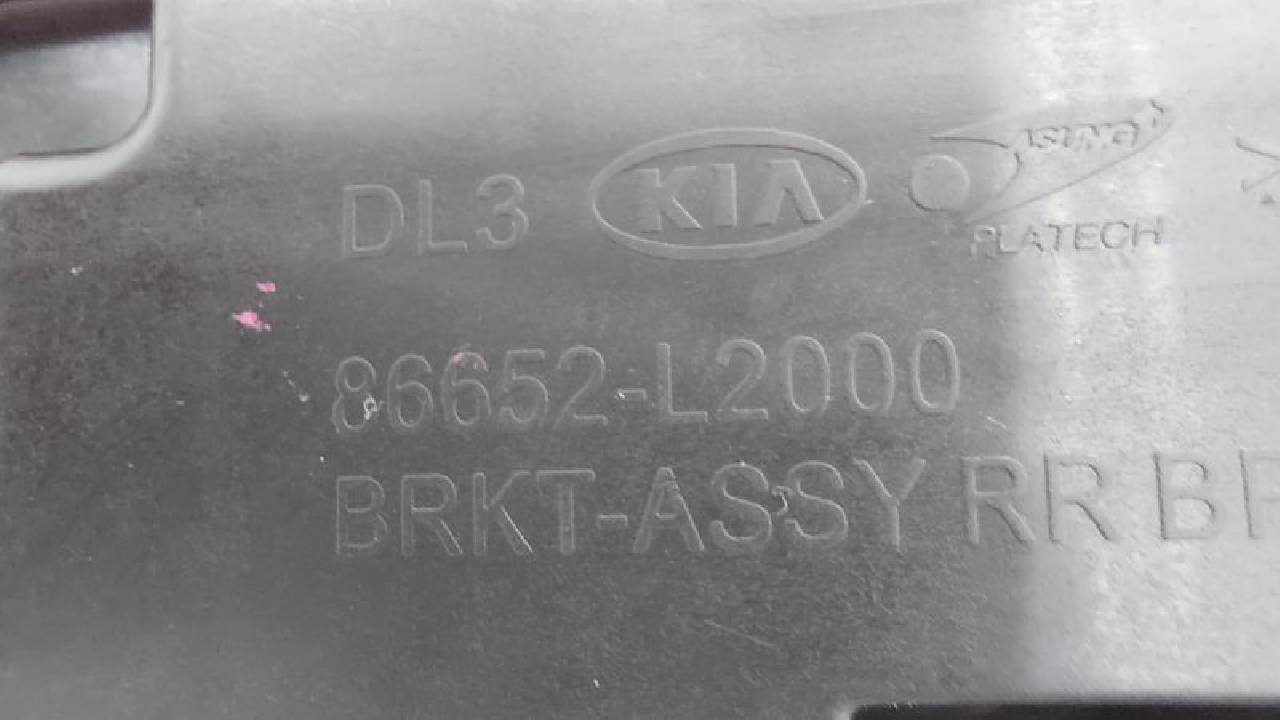 DL3 KIA ASUNG
PLATECH
86652-L2000
BRKT-ASSY RR